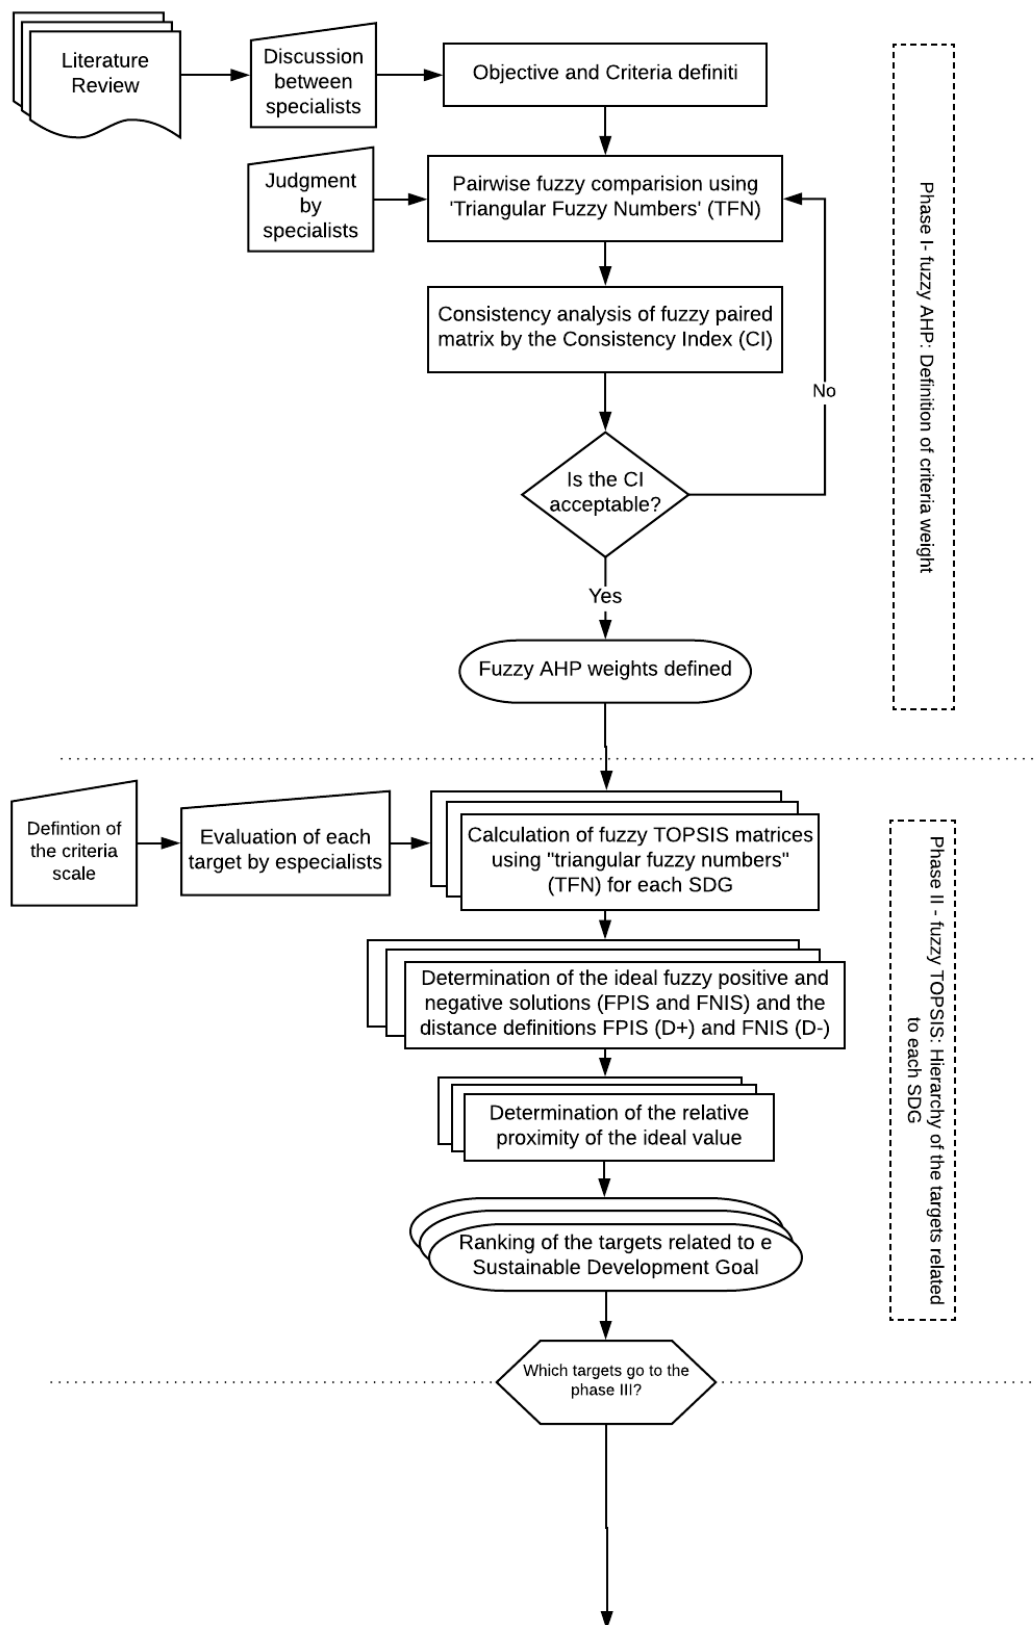 Literature
Review
Discussion
between
specialists
Objective and Criteria definiti
Judgment
by
specialists
Pairwise fuzzy comparision using
'Triangular Fuzzy Numbers' (TFN)
Consistency analysis of fuzzy paired
matrix by the Consistency Index (CI)
No
Is the CI
acceptable?
Yes
Fuzzy AHP weights defined
Phase I- fuzzy AHP: Definition of criteria weight
Defintion of
the criteria
scale
Evaluation of each
target by especialists
Calculation of fuzzy TOPSIS matrices
using "triangular fuzzy numbers"
(TFN) for each SDG
Determination of the ideal fuzzy positive and
negative solutions (FPIS and FNIS) and the
distance definitions FPIS (D+) and FNIS (D-)
Determination of the relative
proximity of the ideal value
Ranking of the targets related to e
Sustainable Development Goal
Phase II - fuzzy TOPSIS: Hierarchy of the targets related
to each SDG
Which targets go to the
phase III?